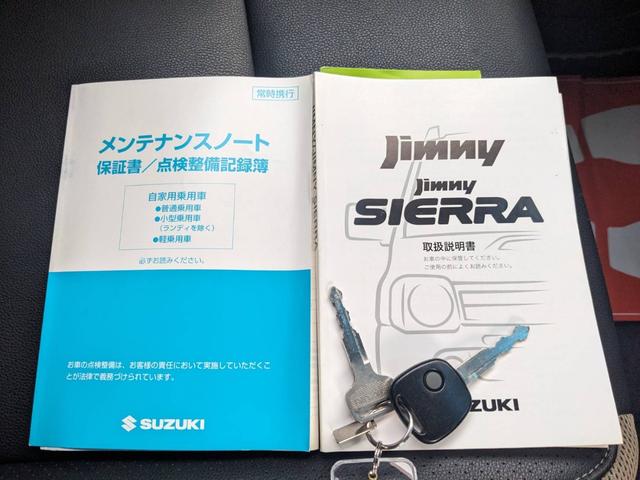 常時携行
メンテナンスノート
保証書／点検整備記録簿
自家用乗用車
●普通乗用車
●小型乗用車
（ランディを除く）
●軽乗用車
必ずお読みください。
お車の点検整備は、お客様の責任において実施していただくこ
とが法律で義務づけられています。
SUZUKI
Jimny
Jimny
SIERRA
取扱説明書
お車の中に保管してください。
ご使用の前によくお読みください。
ZUKI